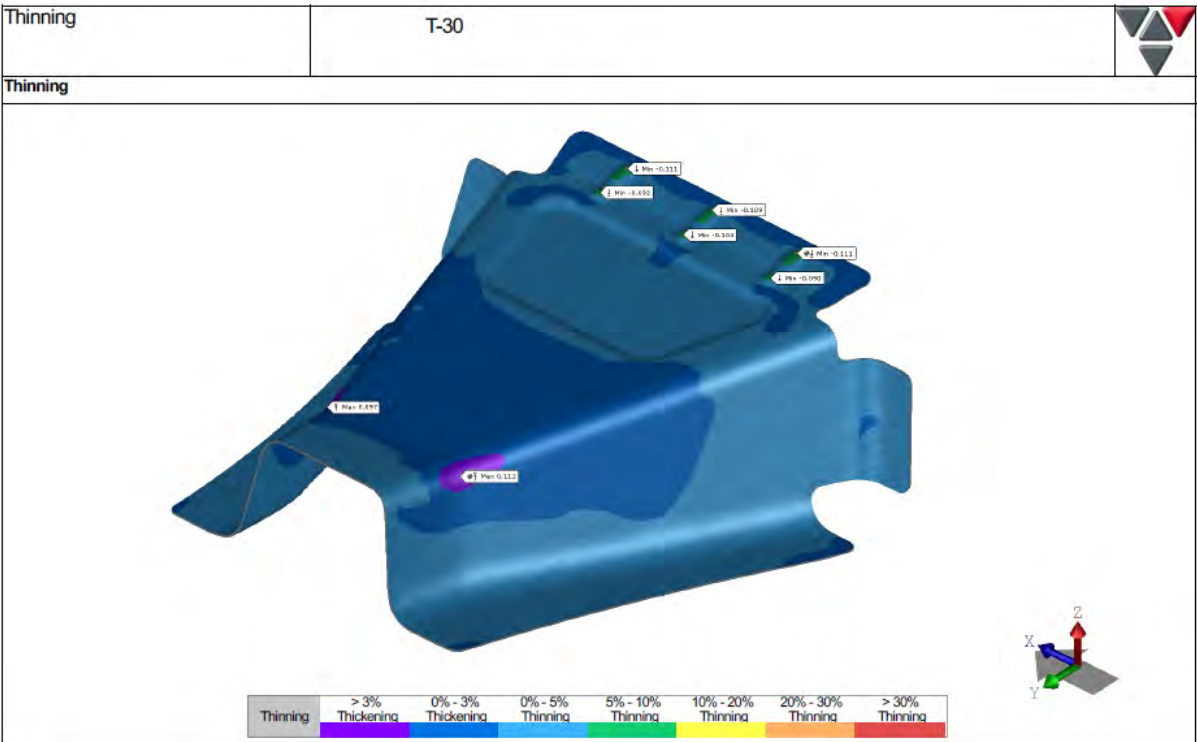 Thinning
T-30
Thinning
Min -0.111
Min -0.092
Min -0.109
Min -0.104
Min -0.111
Min -0.090
Max 0.097
Max 0.112
Z
X
Y
Thinning
> 3% Thickening
0% - 3% Thickening
0% - 5% Thinning
5% - 10% Thinning
10% - 20% Thinning
20% - 30% Thinning
> 30% Thinning